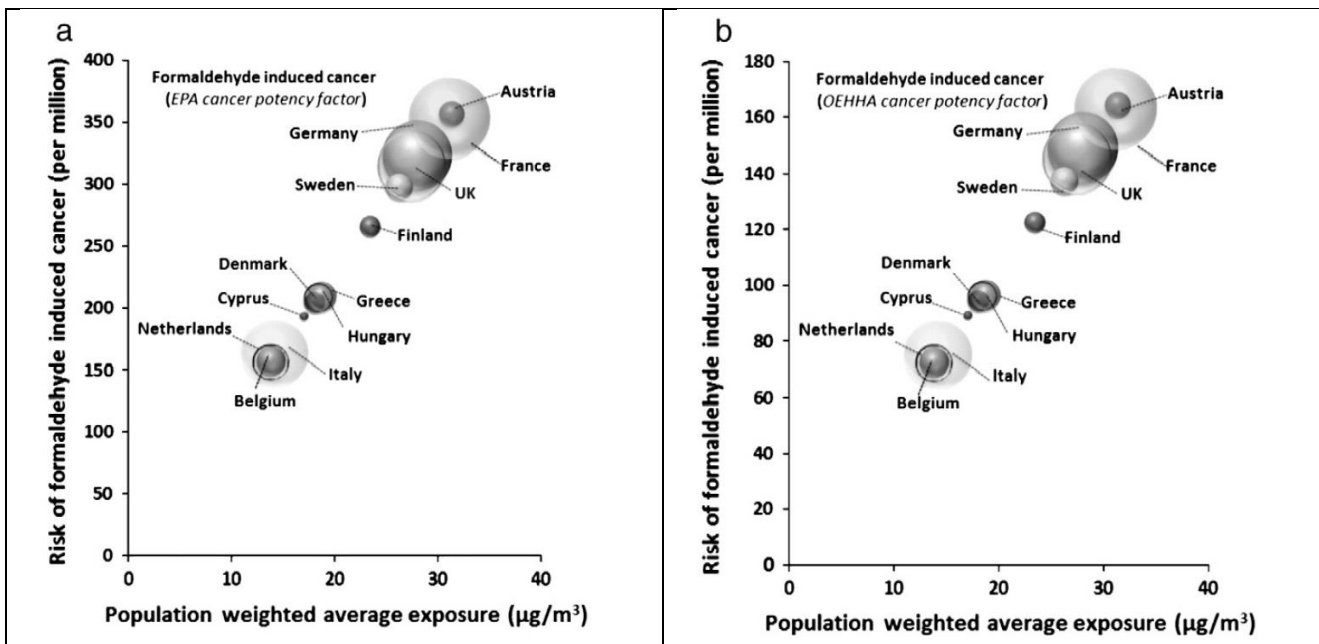 a
Risk of formaldehyde induced cancer (per million)
400
350
300
250
200
150
100
50
0
Formaldehyde induced cancer
(EPA cancer potency factor)
Austria
Germany
France
Sweden
UK
Finland
Denmark
Cyprus
Greece
Hungary
Netherlands
Italy
Belgium
0 10 20 30 40
Population weighted average exposure (µg/m³)
b
Risk of formaldehyde induced cancer (per million)
180
160
140
120
100
80
60
40
20
0
Formaldehyde induced cancer
(OEHHA cancer potency factor)
Austria
Germany
France
Sweden
UK
Finland
Denmark
Cyprus
Greece
Hungary
Netherlands
Italy
Belgium
0 10 20 30 40
Population weighted average exposure (µg/m³)